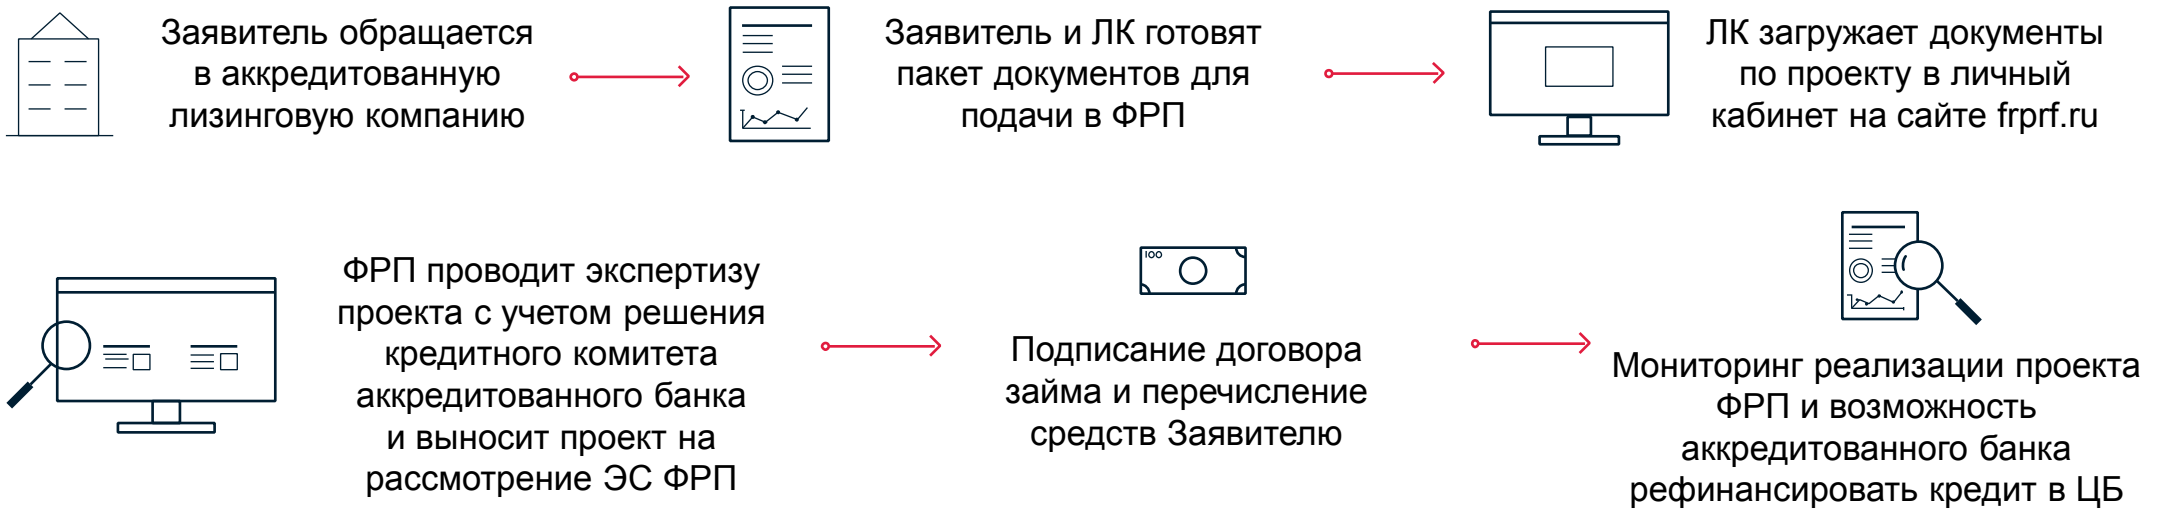 Заявитель обращается
в аккредитованную
лизинговую компанию
Заявитель и ЛК готовят
пакет документов для
подачи в ФРП
ЛК загружает документы
по проекту в личный
кабинет на сайте frprf.ru
ФРП проводит экспертизу
проекта с учетом решения
кредитного комитета
аккредитованного банка
и выносит проект на
рассмотрение ЭС ФРП
100
Подписание договора
займа и перечисление
средств Заявителю
Мониторинг реализации проекта
ФРП и возможность
аккредитованного банка
рефинансировать кредит в ЦБ